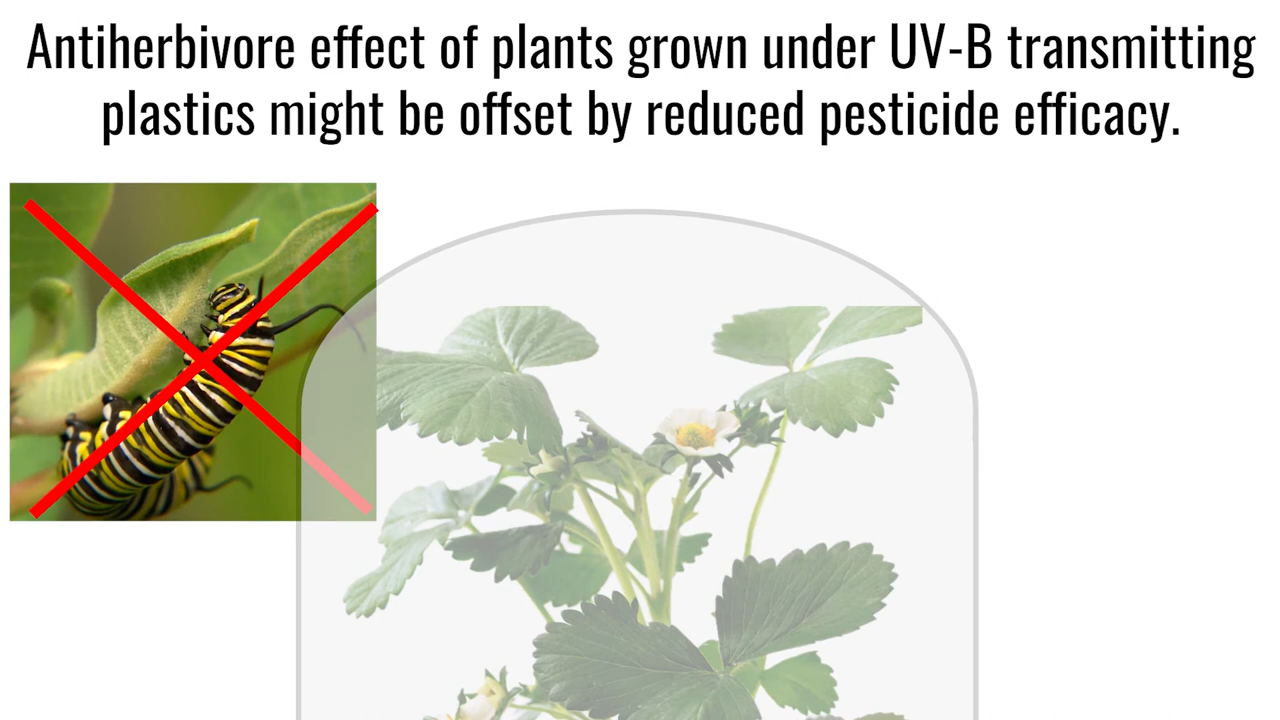 Antiherbivore effect of plants grown under UV-B transmitting
plastics might be offset by reduced pesticide efficacy.